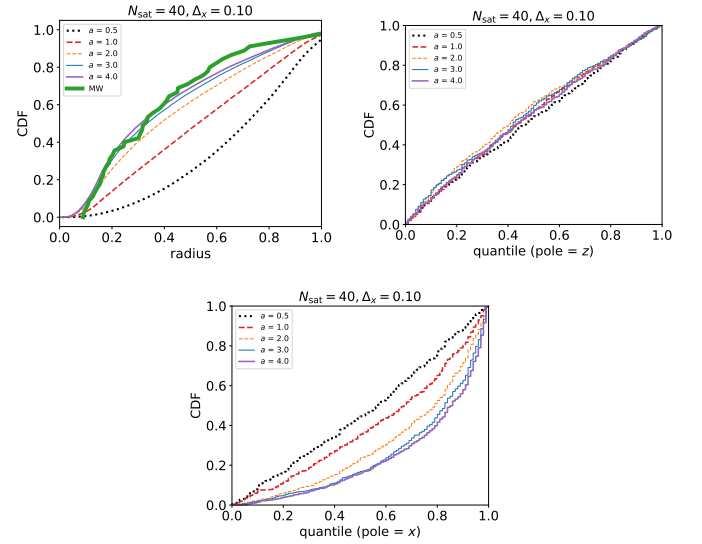 N_sat = 40, Δ_x = 0.10
CDF
1.0
0.8
0.6
0.4
0.2
0.0
a = 0.5
a = 1.0
a = 2.0
a = 3.0
a = 4.0
MW
0.0 0.2 0.4 0.6 0.8 1.0
radius
N_sat = 40, Δ_x = 0.10
CDF
1.0
0.8
0.6
0.4
0.2
0.0
a = 0.5
a = 1.0
a = 2.0
a = 3.0
a = 4.0
0.0 0.2 0.4 0.6 0.8 1.0
quantile (pole = z)
N_sat = 40, Δ_x = 0.10
CDF
1.0
0.8
0.6
0.4
0.2
0.0
a = 0.5
a = 1.0
a = 2.0
a = 3.0
a = 4.0
0.0 0.2 0.4 0.6 0.8 1.0
quantile (pole = x)